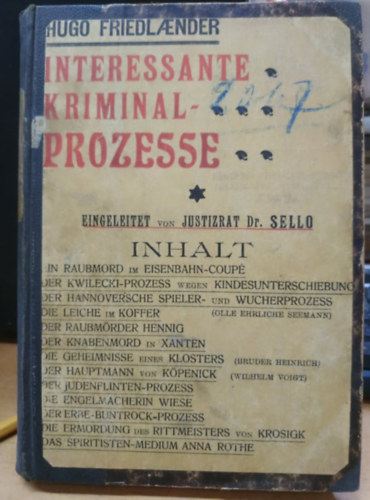 HUGO FRIEDLÆNDER
INTERESSANTE
KRIMINAL-
PROZESSE
EINGELEITET VON JUSTIZRAT Dr. SELLO
INHALT
EIN RAUBMORD IM EISENBAHN-COUPÉ
DER KWILECKI-PROZESS WEGEN KINDESUNTERSCHIEBUNG
DER HANNOVERSCHE SPIELER- UND WUCHERPROZESS
DIE LEICHE IM KOFFER (OLLE EHRLICHE SEEMANN)
DER RAUBMÖRDER HENNIG
DER KNABENMORD IN XANTEN
DIE GEHEIMNISSE EINES KLOSTERS (BRUDER HEINRICH)
DER HAUPTMANN VON KÖPENICK (WILHELM VOIGT)
DER JUDENFLINTEN-PROZESS
DIE ENGELMACHERIN WIESE
DER ERBE-BUNTROCK-PROZESS
DIE ERMORDUNG DES RITTMEISTERS VON KROSIGK
DAS SPIRITISTEN-MEDIUM ANNA ROTHE